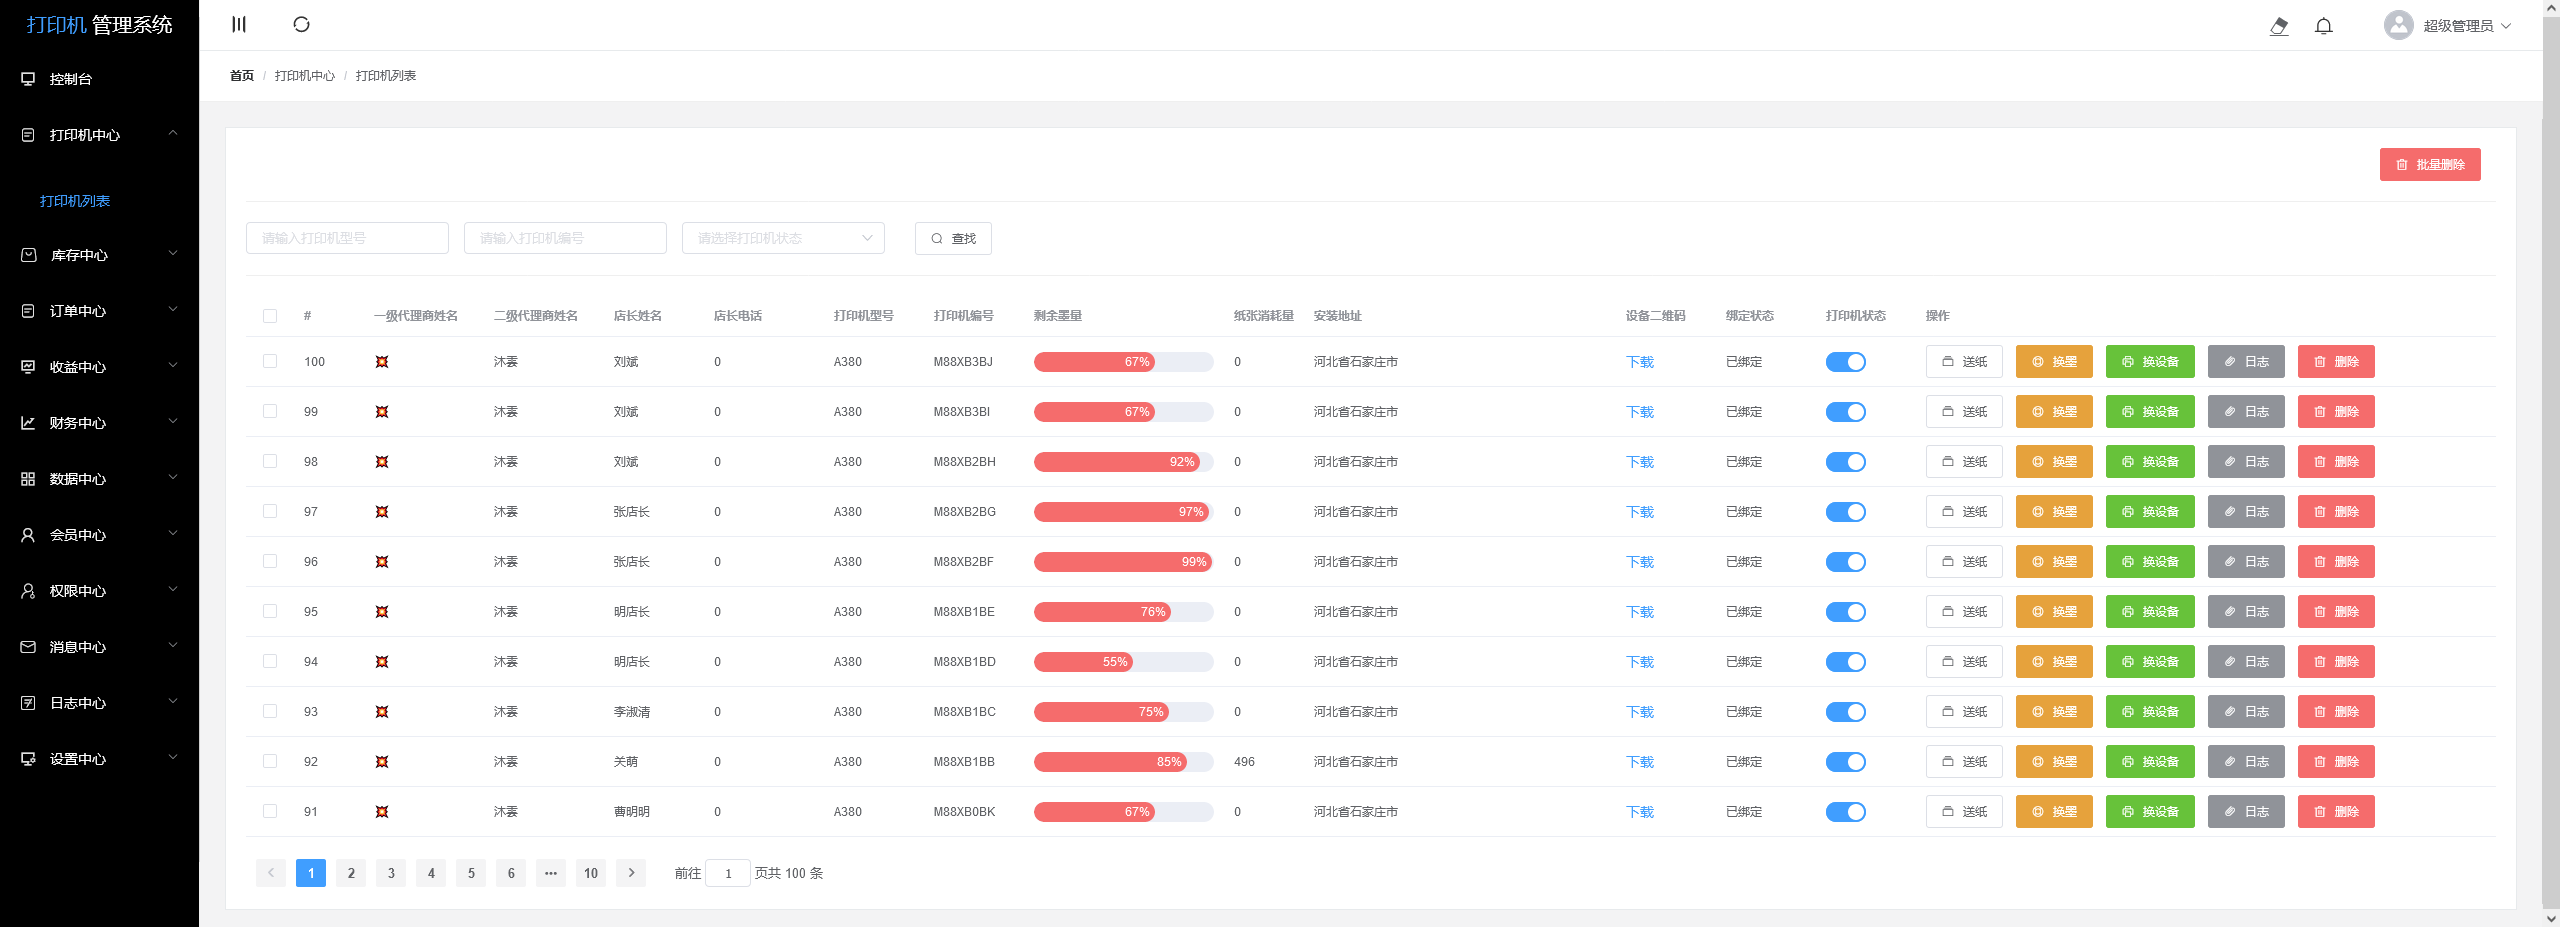 打印机 管理系统
超级管理员
控制台
打印机中心
打印机列表
库存中心
订单中心
收益中心
财务中心
数据中心
会员中心
权限中心
消息中心
日志中心
设置中心
首页 / 打印机中心 / 打印机列表
批量删除
请输入打印机型号 请输入打印机编号 请选择打印机状态 查找
# 一级代理商姓名 二级代理商姓名 店长姓名 店长电话 打印机型号 打印机编号 剩余墨量 纸张消耗量 安装地址 设备二维码 绑定状态 打印机状态 操作
100 💥 沐雲 刘斌 0 A380 M88XB3BJ 67% 0 河北省石家庄市 下载 已绑定 送纸 换墨 换设备 日志 删除
99 💥 沐雲 刘斌 0 A380 M88XB3BI 67% 0 河北省石家庄市 下载 已绑定 送纸 换墨 换设备 日志 删除
98 💥 沐雲 刘斌 0 A380 M88XB2BH 92% 0 河北省石家庄市 下载 已绑定 送纸 换墨 换设备 日志 删除
97 💥 沐雲 张店长 0 A380 M88XB2BG 97% 0 河北省石家庄市 下载 已绑定 送纸 换墨 换设备 日志 删除
96 💥 沐雲 张店长 0 A380 M88XB2BF 99% 0 河北省石家庄市 下载 已绑定 送纸 换墨 换设备 日志 删除
95 💥 沐雲 明店长 0 A380 M88XB1BE 76% 0 河北省石家庄市 下载 已绑定 送纸 换墨 换设备 日志 删除
94 💥 沐雲 明店长 0 A380 M88XB1BD 55% 0 河北省石家庄市 下载 已绑定 送纸 换墨 换设备 日志 删除
93 💥 沐雲 李淑清 0 A380 M88XB1BC 75% 0 河北省石家庄市 下载 已绑定 送纸 换墨 换设备 日志 删除
92 💥 沐雲 关萌 0 A380 M88XB1BB 85% 496 河北省石家庄市 下载 已绑定 送纸 换墨 换设备 日志 删除
91 💥 沐雲 曹明明 0 A380 M88XB0BK 67% 0 河北省石家庄市 下载 已绑定 送纸 换墨 换设备 日志 删除
1 2 3 4 5 6 ••• 10 前往 1 页共 100 条